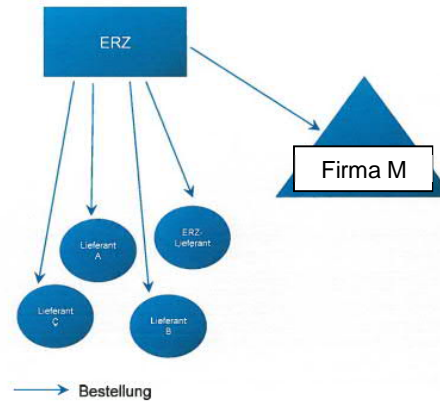 ERZ
Firma M
Lieferant
A
ERZ-
Lieferant
Lieferant
C
Lieferant
B
Bestellung